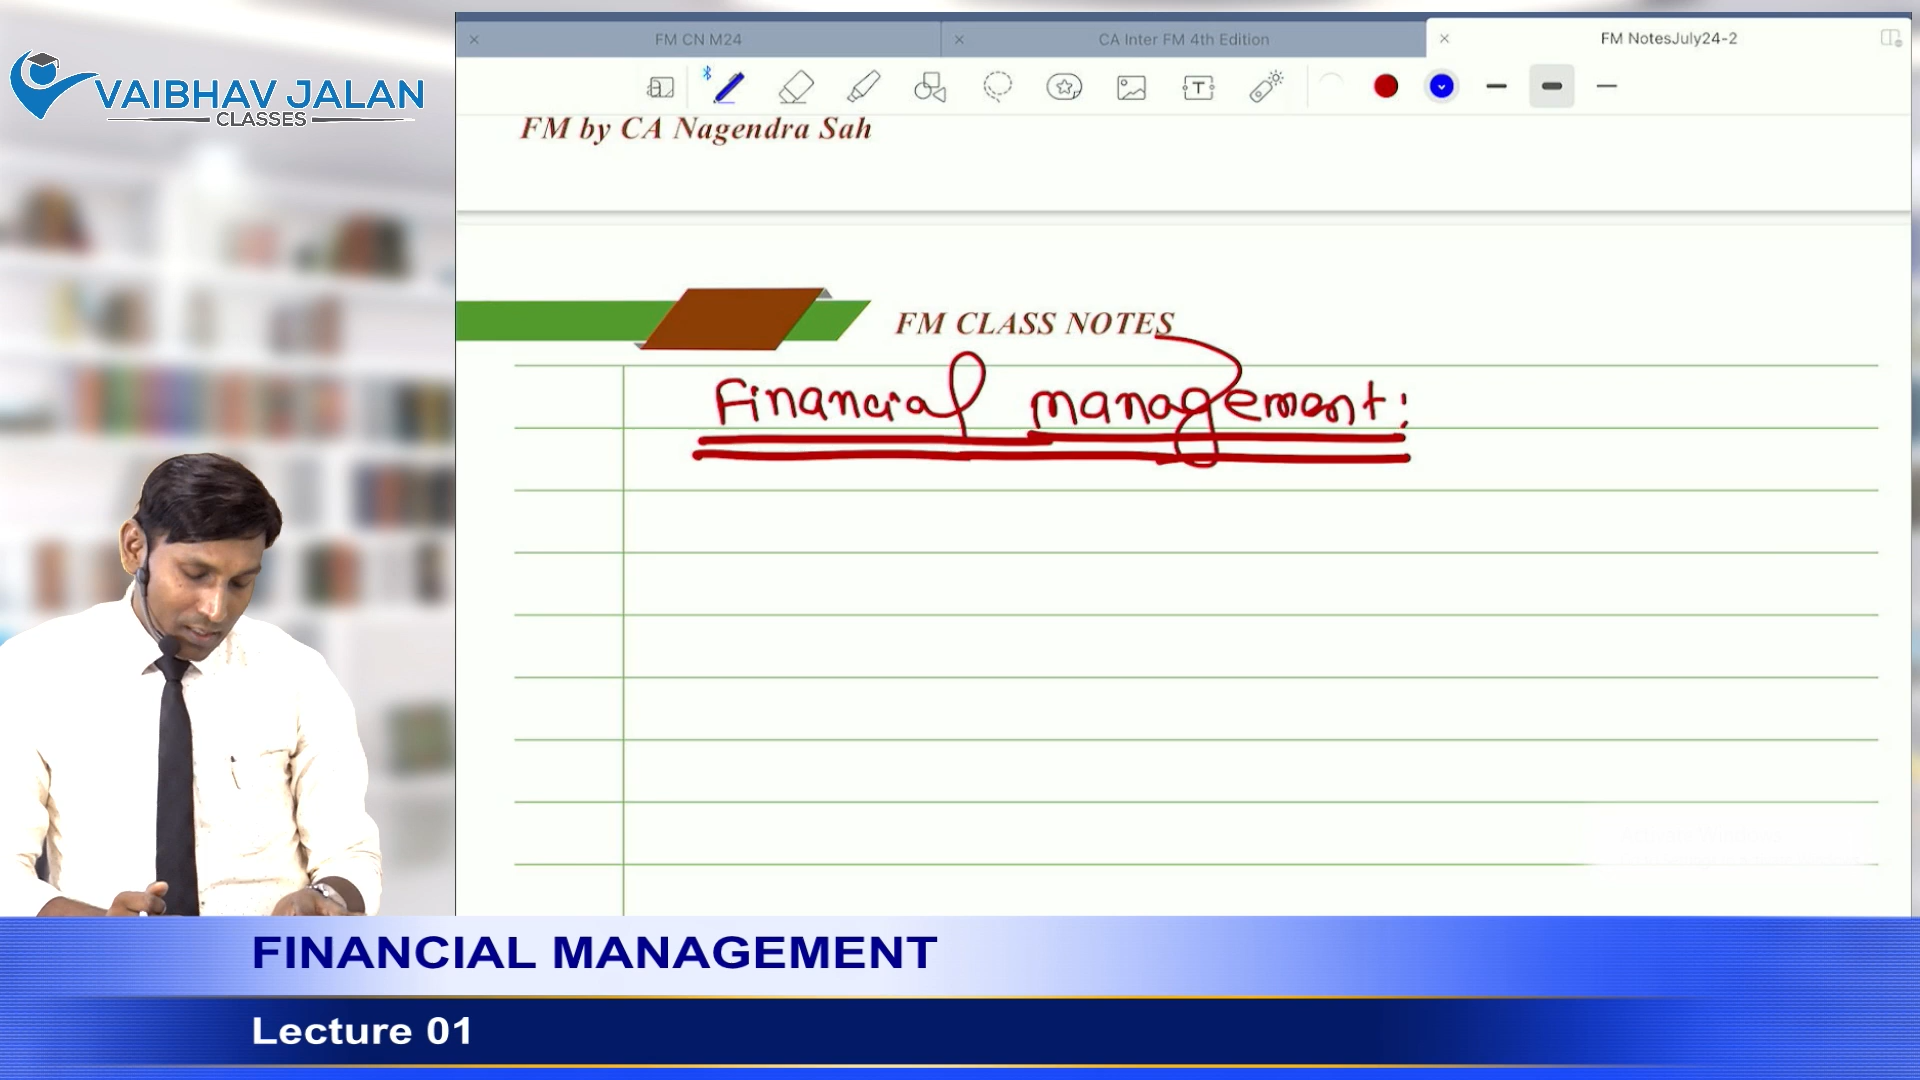 VAIBHAV JALAN
CLASSES
FM CN M24
CA Inter FM 4th Edition
FM NotesJuly24-2
T
FM by CA Nagendra Sah
FM CLASS NOTES
Financial management:
FINANCIAL MANAGEMENT
Lecture 01